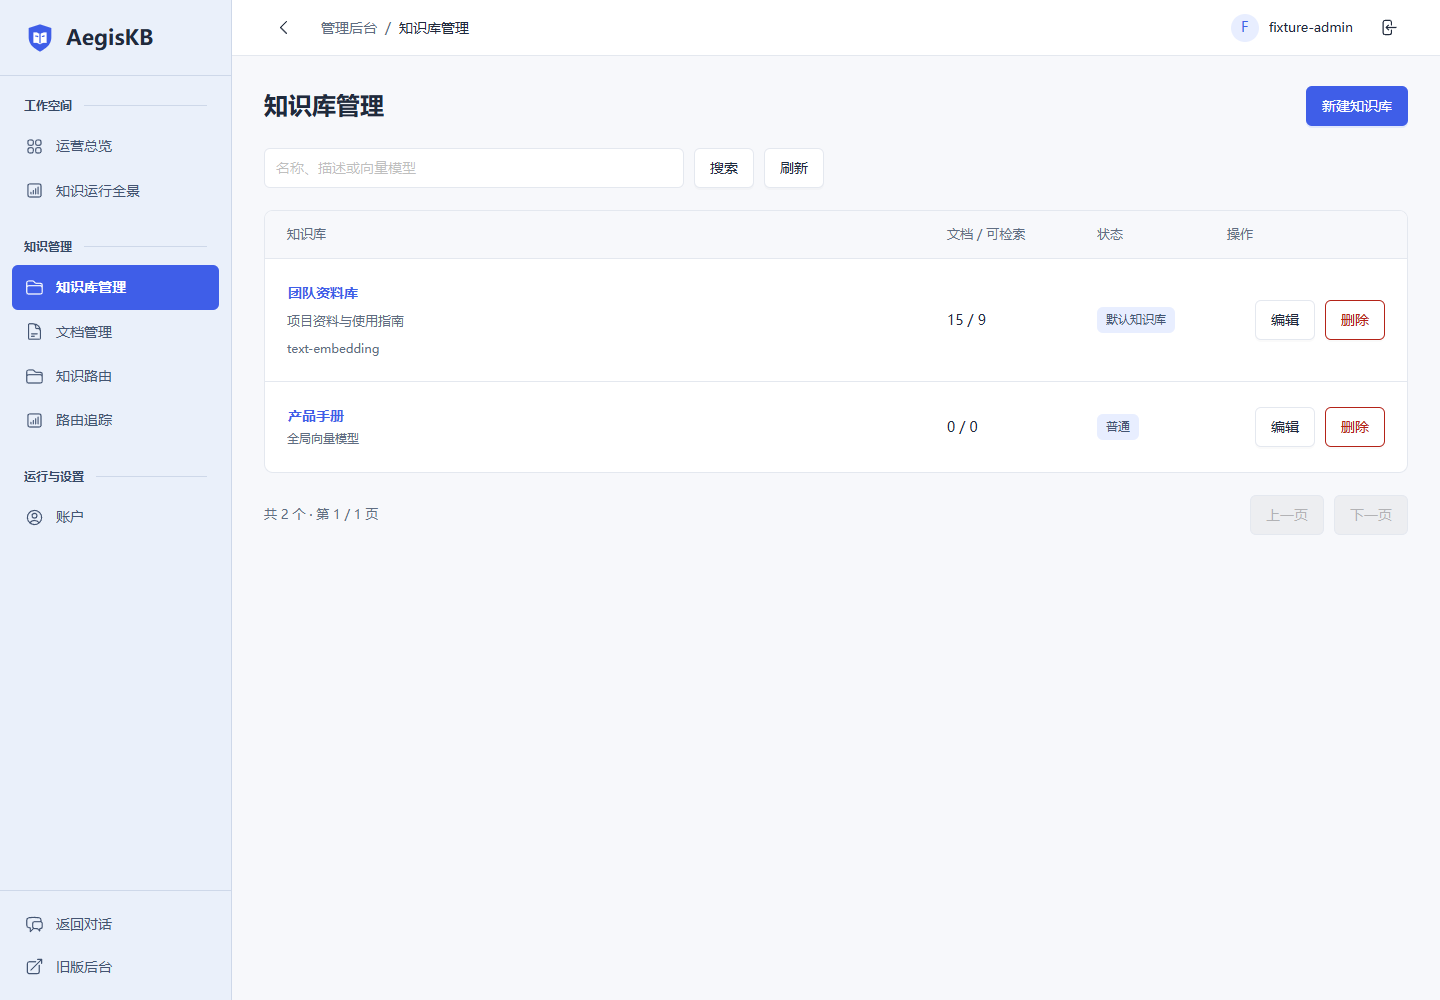 AegisKB
工作空间
运营总览
知识运行全景
知识管理
知识库管理
文档管理
知识路由
路由追踪
运行与设置
账户
返回对话
旧版后台
管理后台 / 知识库管理
F fixture-admin
知识库管理
新建知识库
名称、描述或向量模型
搜索
刷新
知识库 文档 / 可检索 状态 操作
团队资料库
项目资料与使用指南
text-embedding
15 / 9
默认知识库
编辑
删除
产品手册
全局向量模型
0 / 0
普通
编辑
删除
共 2 个 · 第 1 / 1 页
上一页
下一页